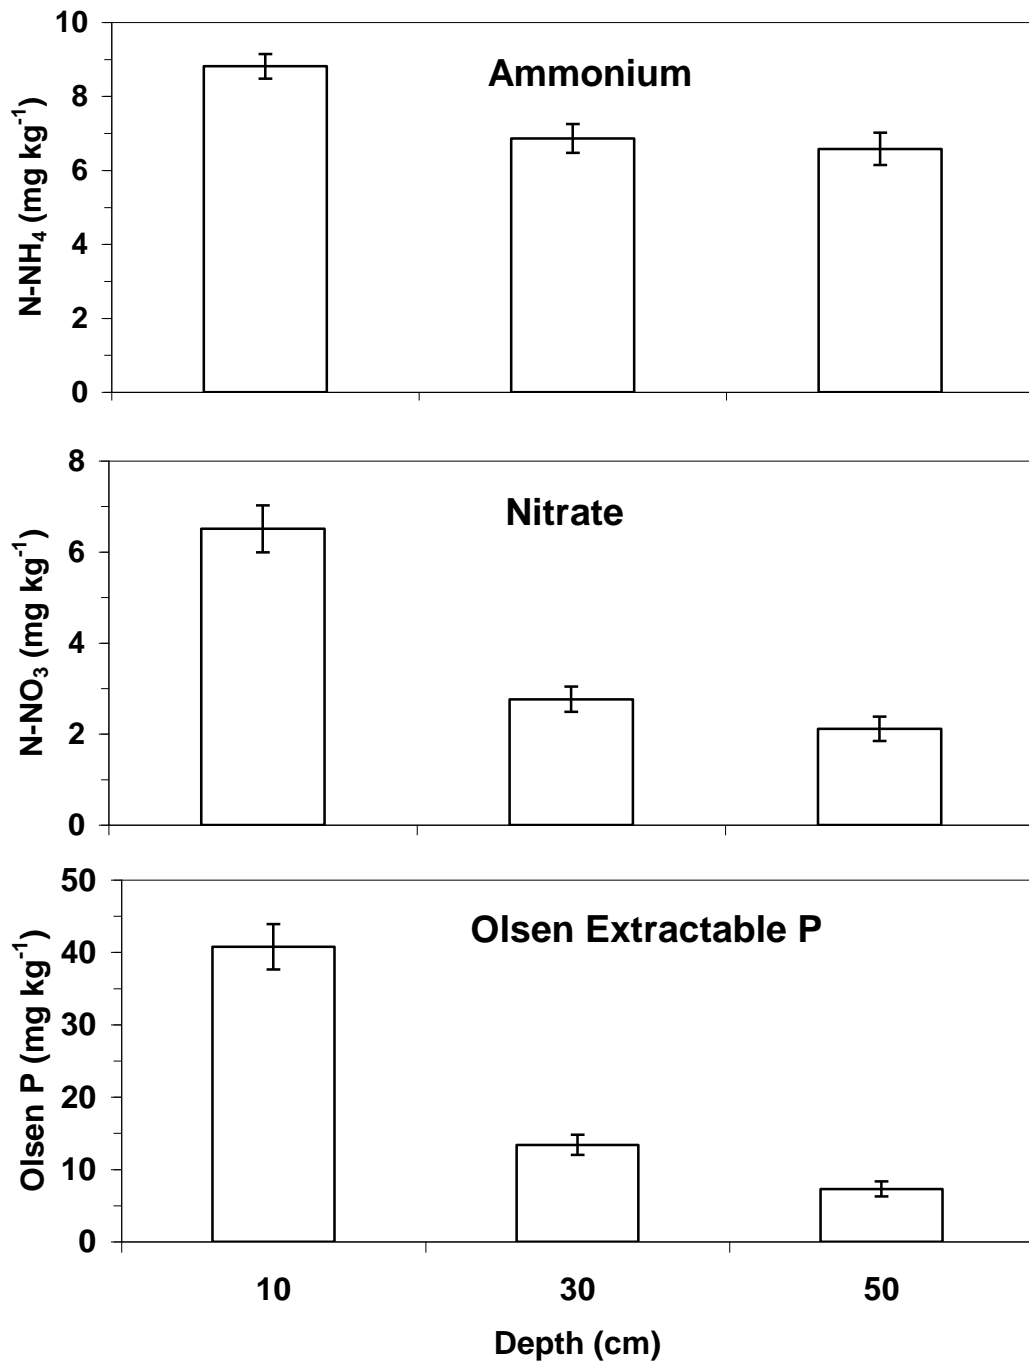 Ammonium
N-NH₄ (mg kg⁻¹)
10
8
6
4
2
0
Nitrate
N-NO₃ (mg kg⁻¹)
8
6
4
2
0
Olsen Extractable P
Olsen P (mg kg⁻¹)
50
40
30
20
10
0
10 30 50
Depth (cm)